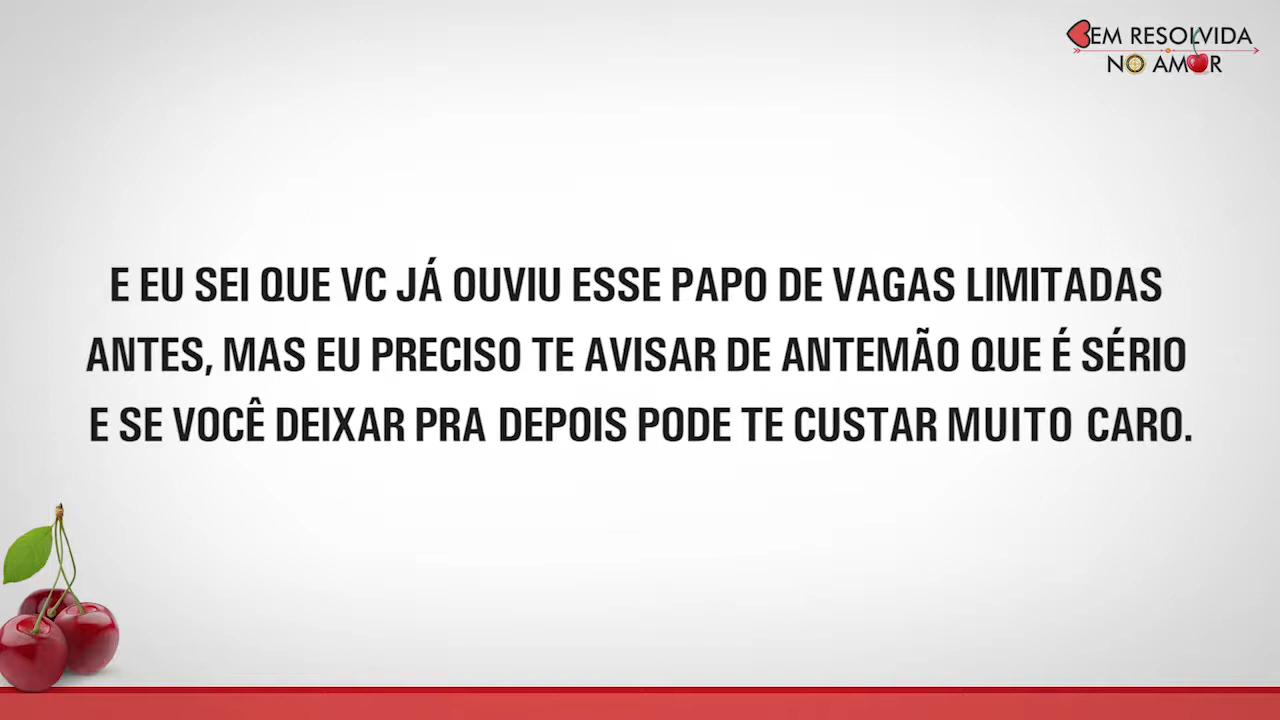 BEM RESOLVIDA
NO AMOR
E EU SEI QUE VC JÁ OUVIU ESSE PAPO DE VAGAS LIMITADAS
ANTES, MAS EU PRECISO TE AVISAR DE ANTEMÃO QUE É SÉRIO
E SE VOCÊ DEIXAR PRA DEPOIS PODE TE CUSTAR MUITO CARO.